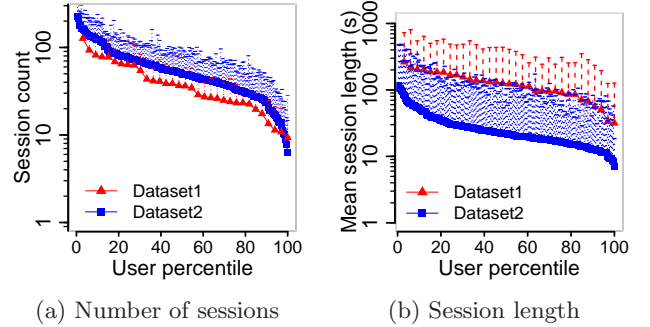 Session count
100
10
1
Dataset1
Dataset2
0 20 40 60 80 100
User percentile
(a) Number of sessions
Mean session length (s)
1000
100
10
1
Dataset1
Dataset2
0 20 40 60 80 100
User percentile
(b) Session length